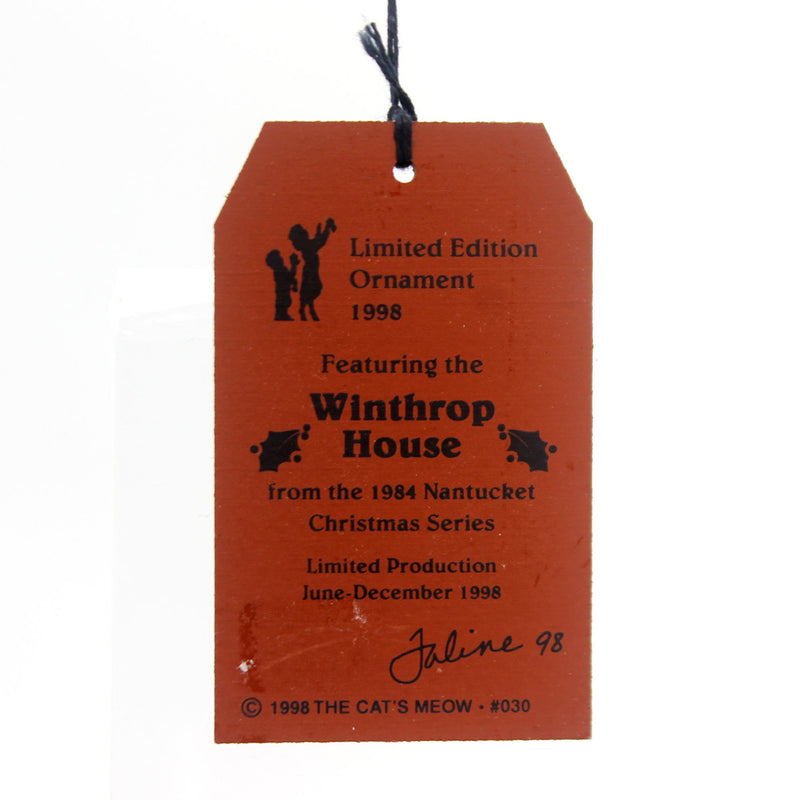 Limited Edition
Ornament
1998
Featuring the
Winthrop
House
from the 1984 Nantucket
Christmas Series
Limited Production
June-December 1998
Faline 98
© 1998 THE CAT'S MEOW • #030